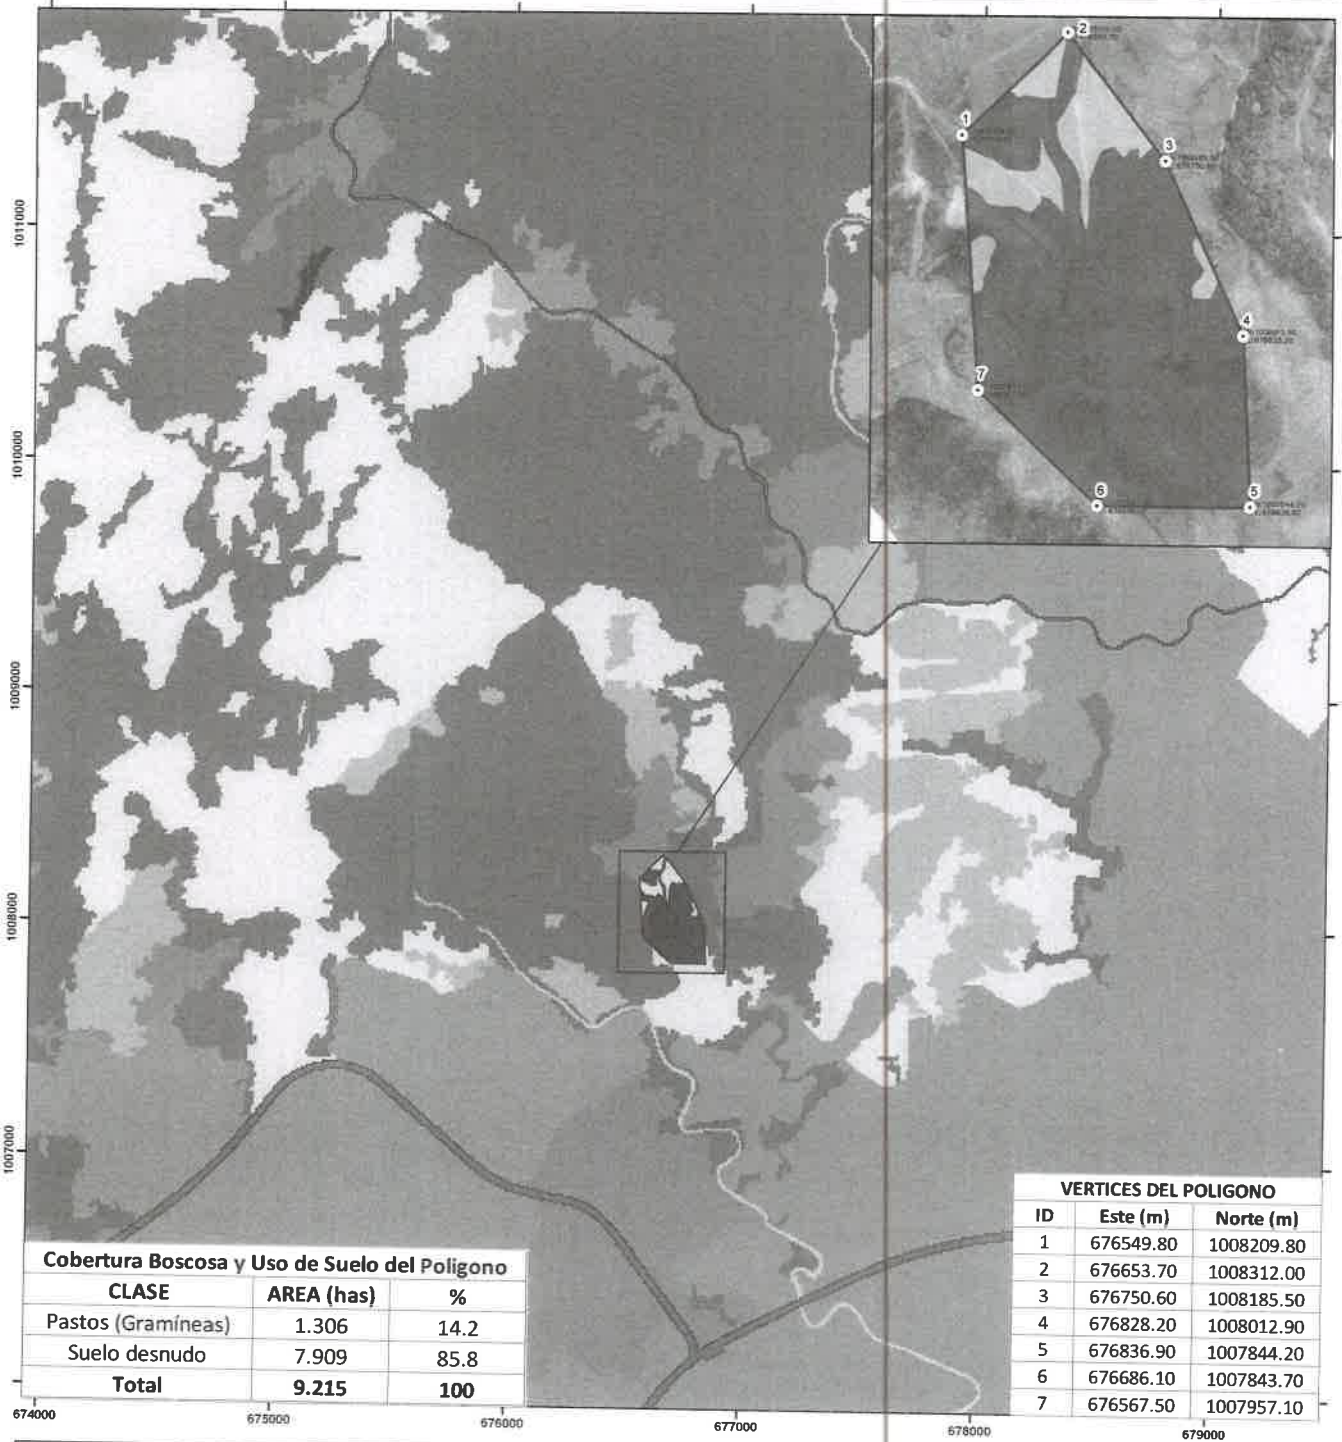 2
1
3
4
7
6
5
1011000
1010000
1009000
1008000
1007000
VERTICES DEL POLIGONO
ID Este (m) Norte (m)
1 676549.80 1008209.80
2 676653.70 1008312.00
3 676750.60 1008185.50
4 676828.20 1008012.90
5 676836.90 1007844.20
6 676686.10 1007843.70
7 676567.50 1007957.10
Cobertura Boscosa y Uso de Suelo del Poligono
CLASE AREA (has) %
Pastos (Gramíneas) 1.306 14.2
Suelo desnudo 7.909 85.8
Total 9.215 100
674000 675000 676000 677000 678000 679000